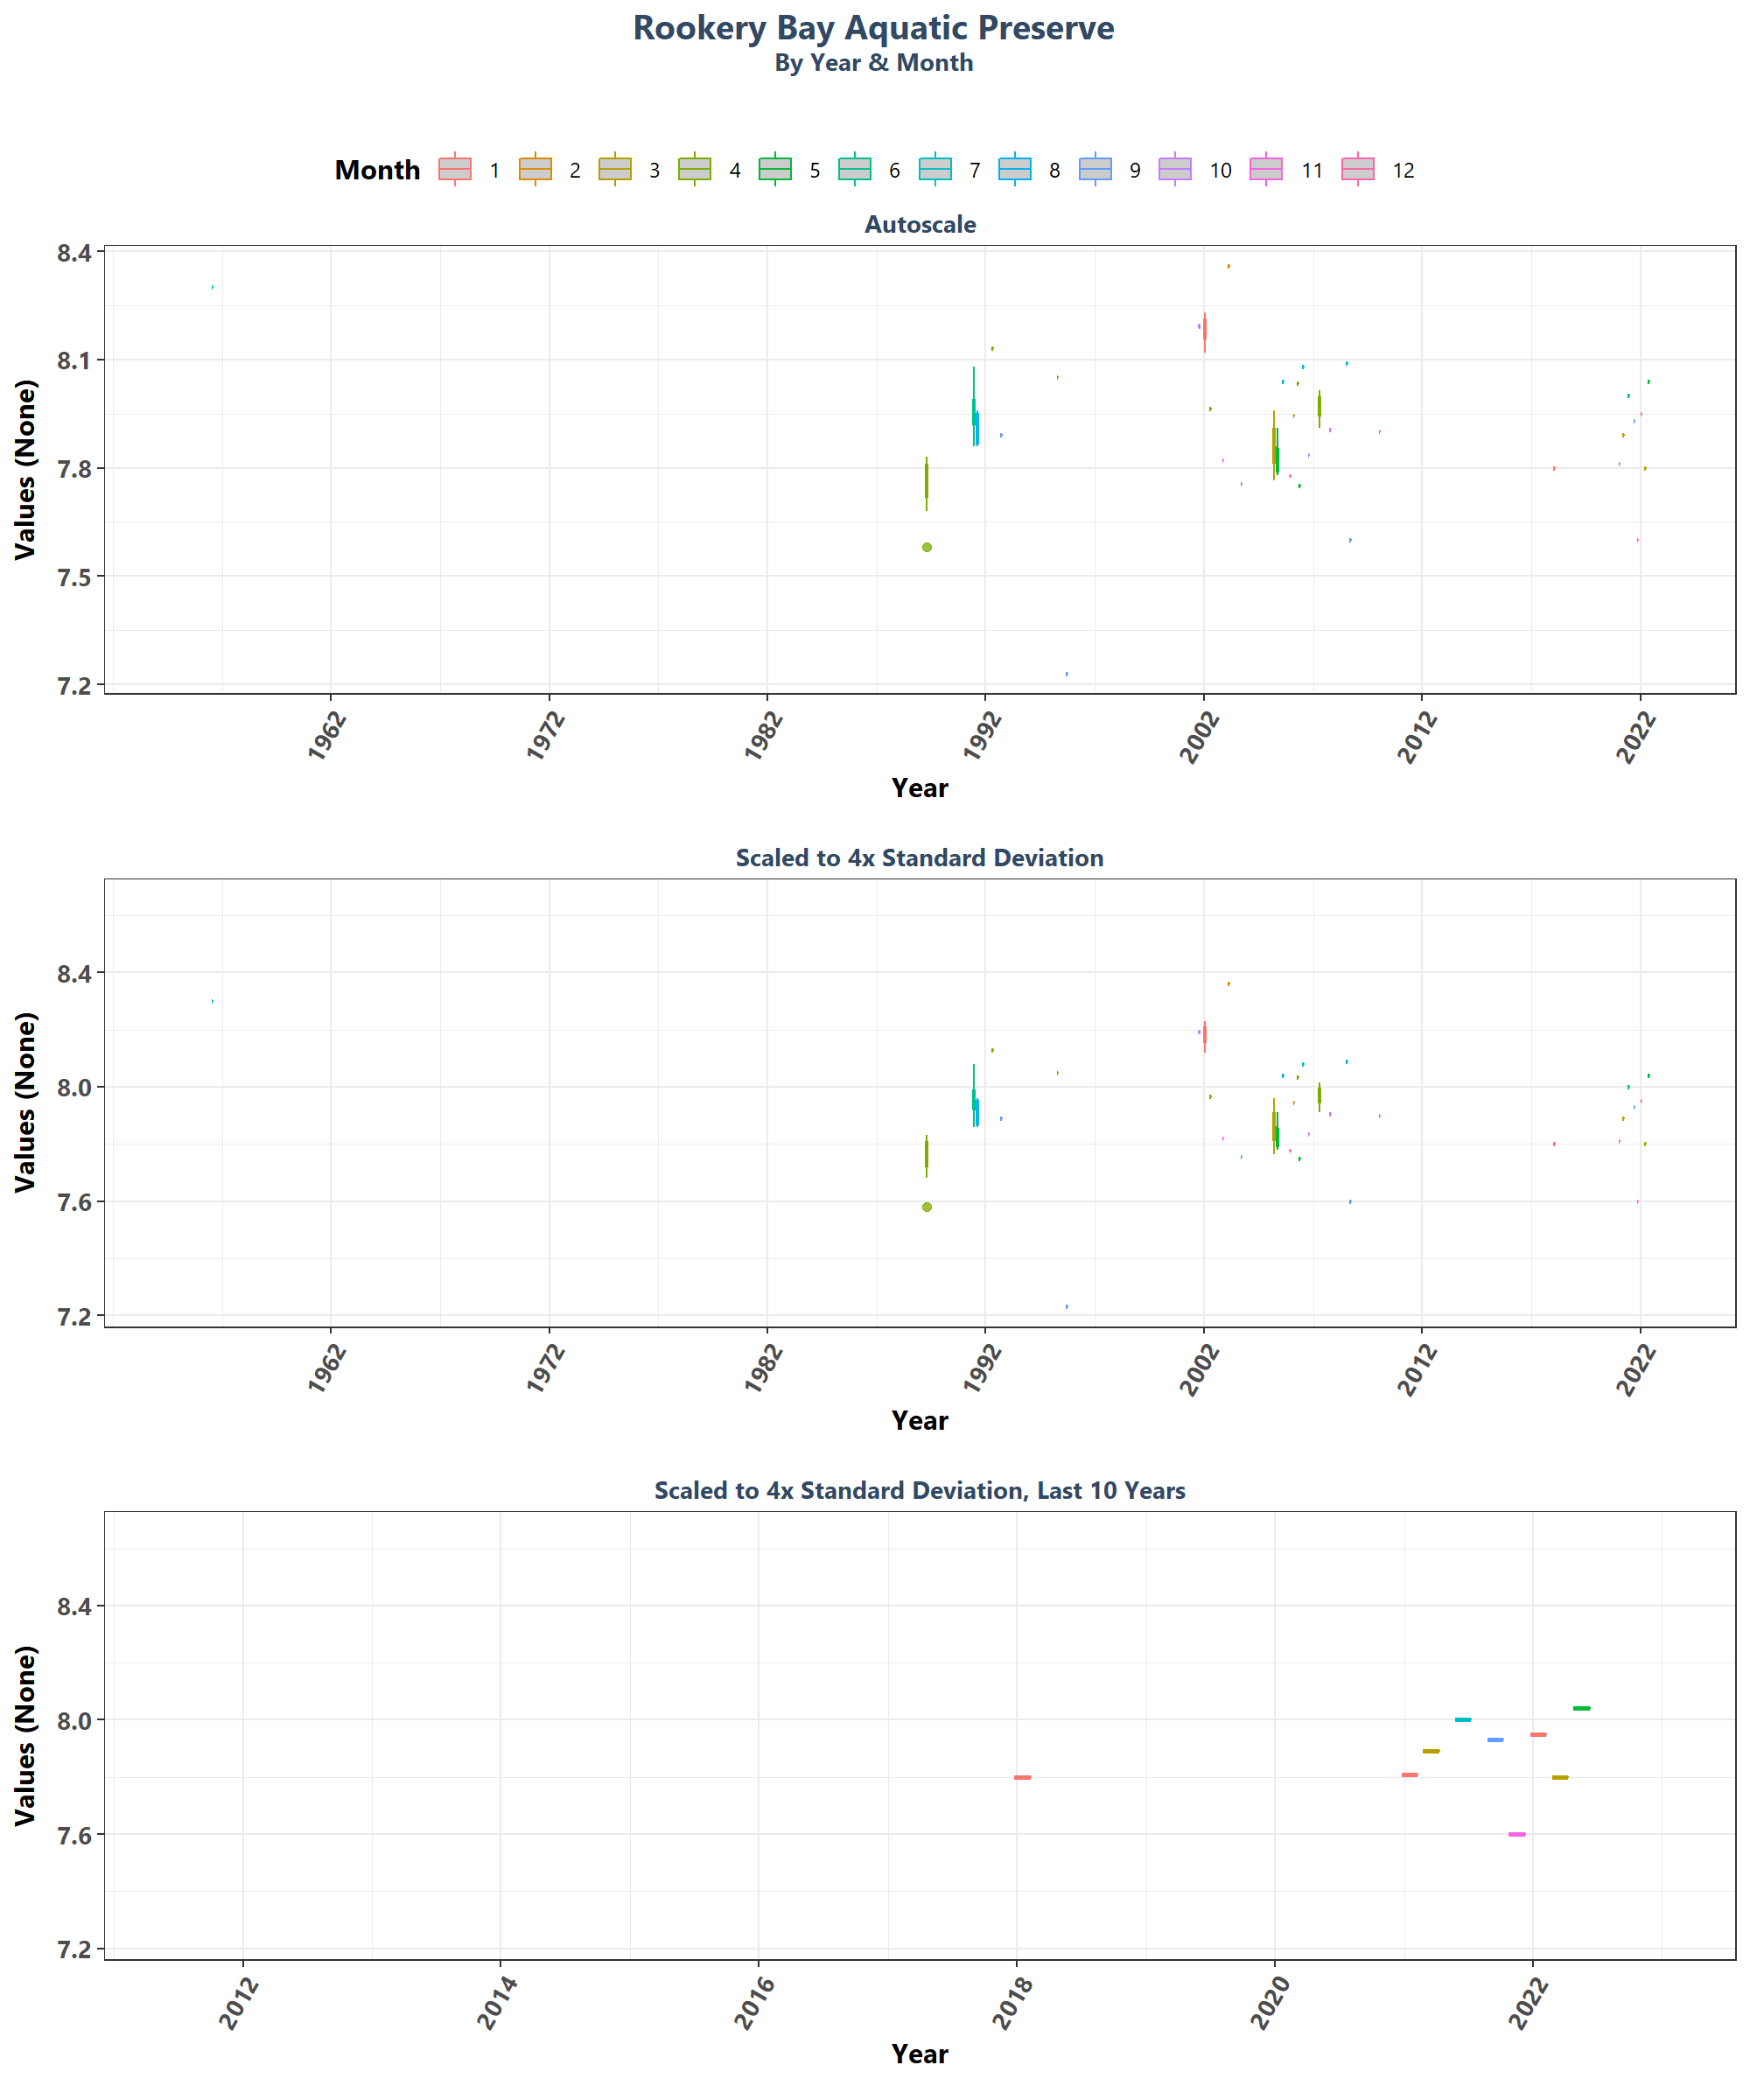 Rookery Bay Aquatic Preserve
By Year & Month
Month 1 2 3 4 5 6 7 8 9 10 11 12
Autoscale
Values (None)
8.4
8.1
7.8
7.5
7.2
1962 1972 1982 1992 2002 2012 2022
Year
Scaled to 4x Standard Deviation
Values (None)
8.4
8.0
7.6
7.2
1962 1972 1982 1992 2002 2012 2022
Year
Scaled to 4x Standard Deviation, Last 10 Years
Values (None)
8.4
8.0
7.6
7.2
2012 2014 2016 2018 2020 2022
Year